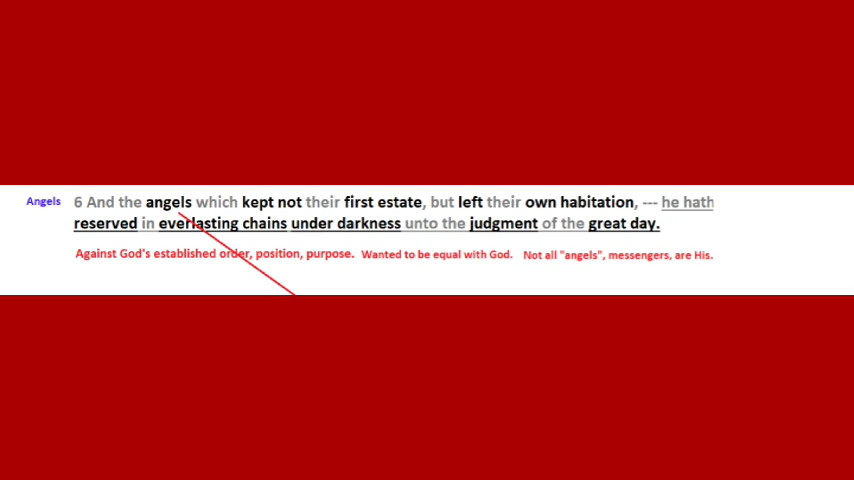 Angels 6 And the angels which kept not their first estate, but left their own habitation, --- he hath
reserved in everlasting chains under darkness unto the judgment of the great day.
Against God's established order, position, purpose. Wanted to be equal with God. Not all "angels", messengers, are His.